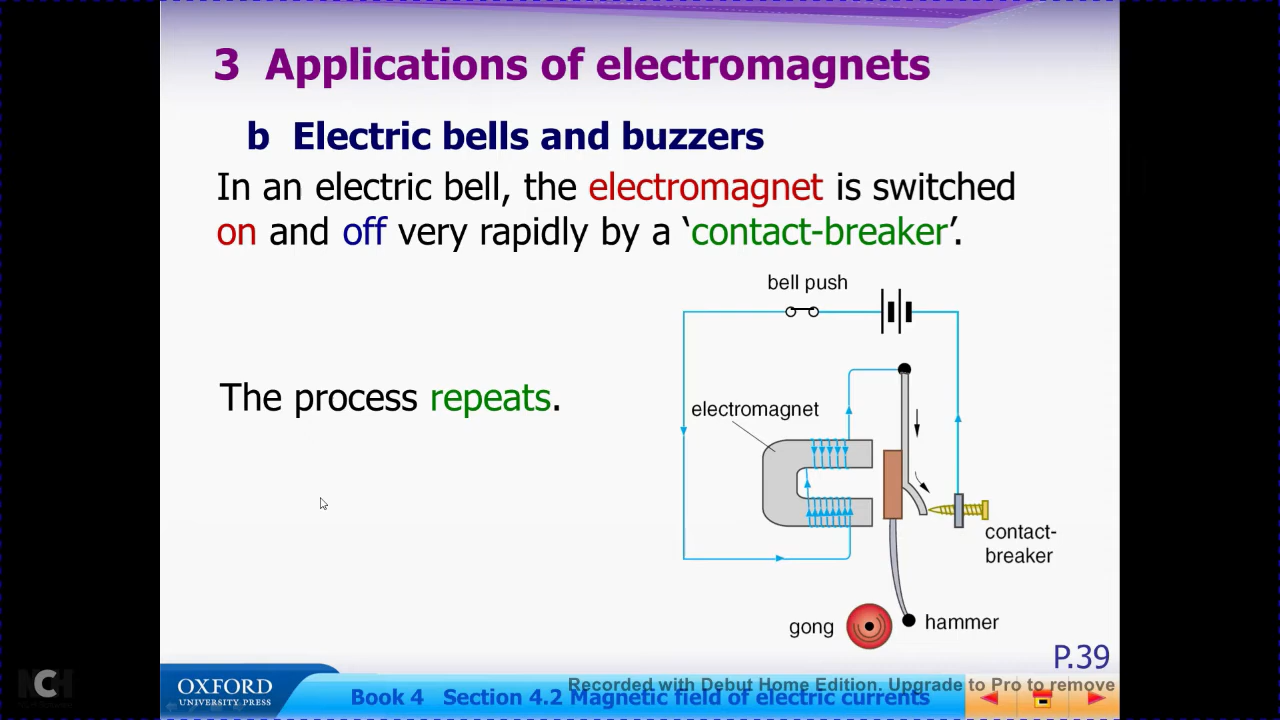 3 Applications of electromagnets
b Electric bells and buzzers
In an electric bell, the electromagnet is switched
on and off very rapidly by a ‘contact-breaker’.
bell push
The process repeats.
electromagnet
contact-
breaker
gong
hammer
P.39
OXFORD
UNIVERSITY PRESS
Book 4 Section 4.2 Magnetic field of electric currents
Recorded with Debut Home Edition. Upgrade to Pro to remove
NCH